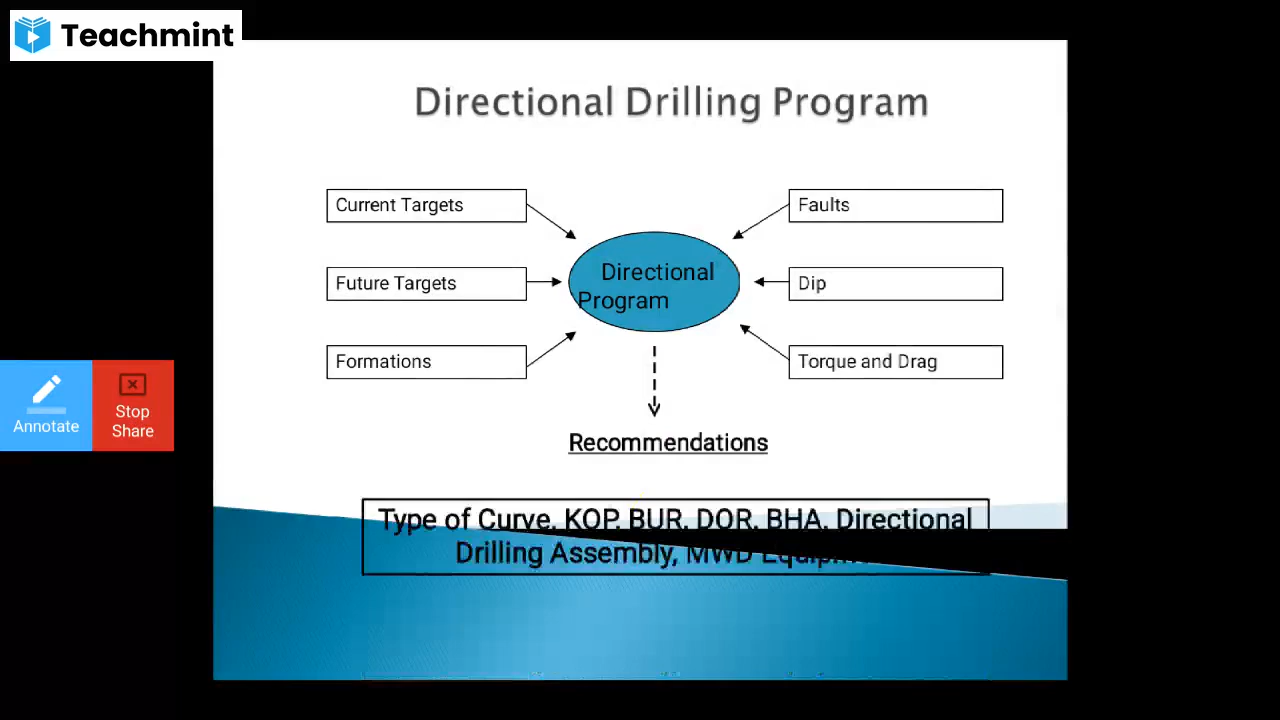 Teachmint
Directional Drilling Program
Current Targets
Faults
Directional
Program
Future Targets
Dip
Formations
Torque and Drag
Annotate
Stop
Share
Recommendations
Type of Curve, KOP, BUR, DOR, BHA, Directional
Drilling Assembly, MWD